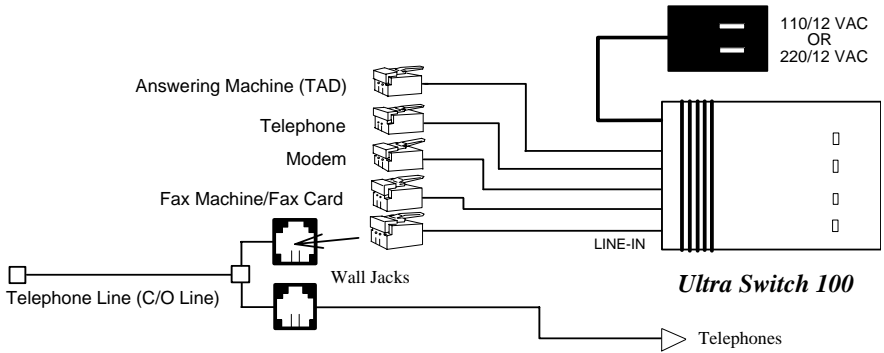 110/12 VAC
OR
220/12 VAC
Answering Machine (TAD)
Telephone
Modem
Fax Machine/Fax Card
LINE-IN
Wall Jacks
Ultra Switch 100
Telephone Line (C/O Line)
Telephones